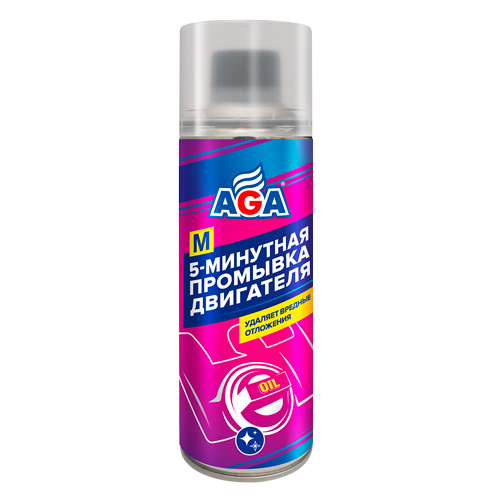 AGA®
М
5-МИНУТНАЯ
ПРОМЫВКА
ДВИГАТЕЛЯ
УДАЛЯЕТ ВРЕДНЫЕ
ОТЛОЖЕНИЯ
OIL